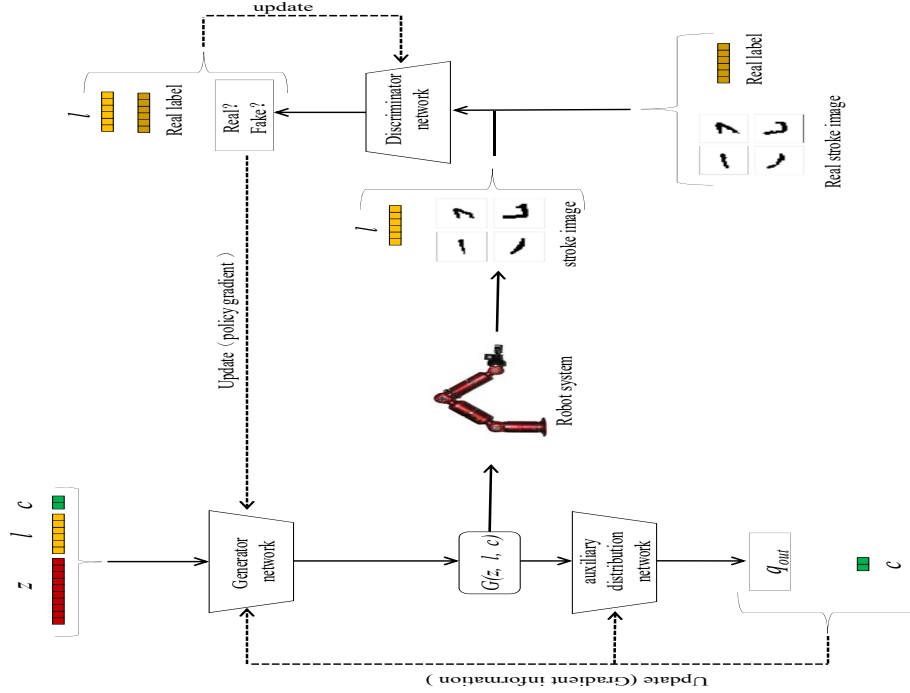 z l c
Generator
network
G(z, l, c)
auxiliary
distribution
network
q_out
c
Update (Gradient information )
Update（policy gradient）
Robot system
l
stroke image
l
Real label
Real?
Fake?
update
Discriminator
network
Real label
Real stroke image